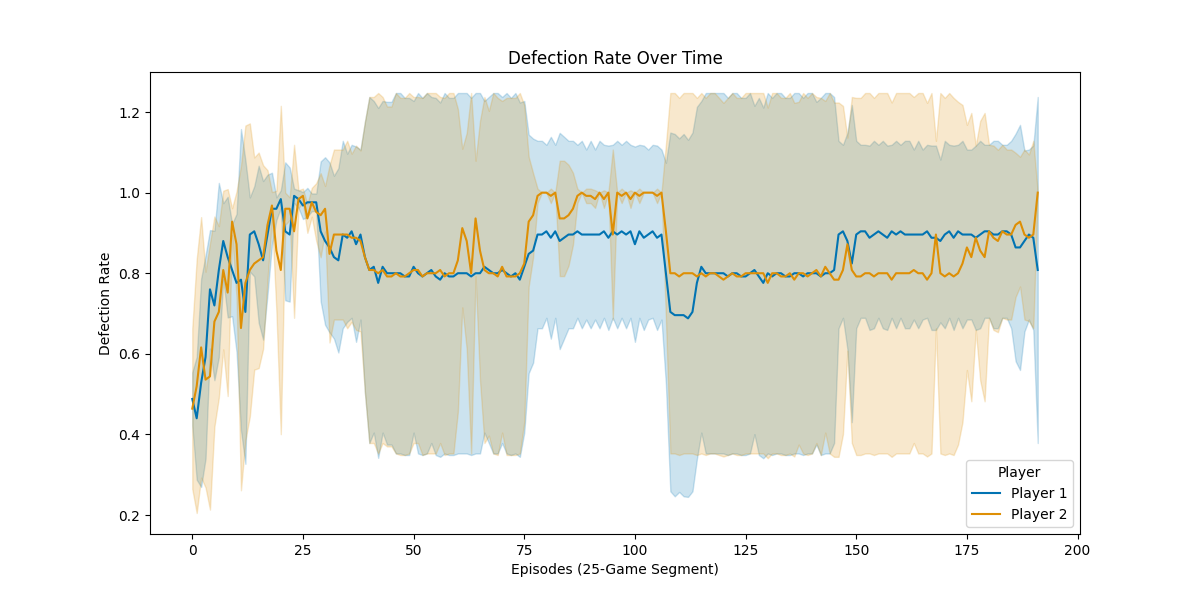 Defection Rate Over Time
Defection Rate
1.2
1.0
0.8
0.6
0.4
0.2
0
25
50
75
100
125
150
175
200
Episodes (25-Game Segment)
Player
Player 1
Player 2